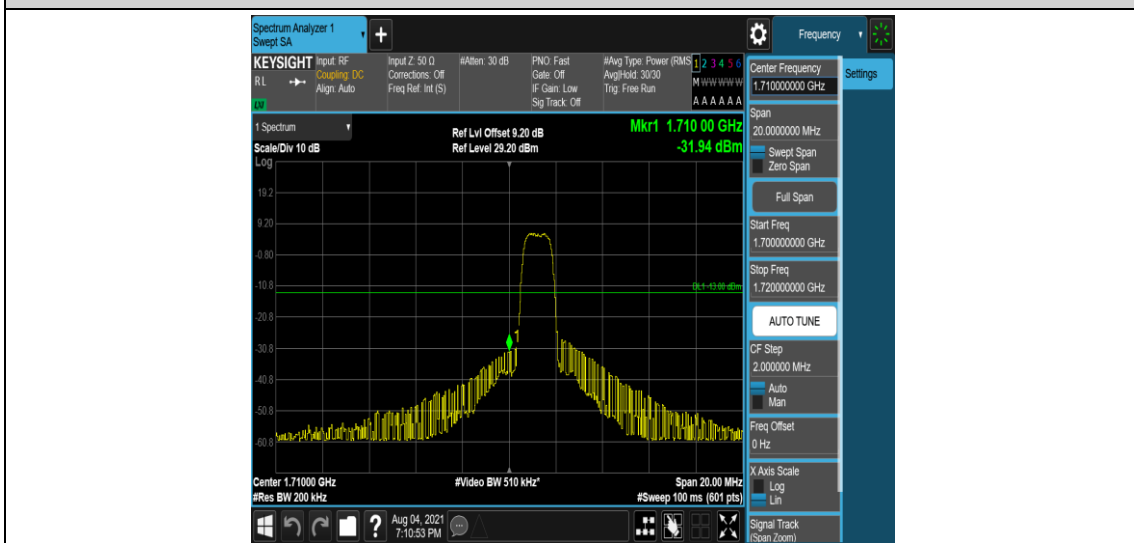 Spectrum Analyzer 1
Swept SA
Frequency
KEYSIGHT
RL
LXI
Input: RF
Coupling: DC
Align: Auto
Input Z: 50 Ω
Corrections: Off
Freq Ref: Int (S)
#Atten: 30 dB
PNO: Fast
Gate: Off
IF Gain: Low
Sig Track: Off
#Avg Type: Power (RMS
Avg|Hold: 30/30
Trig: Free Run
1 2 3 4 5 6
M W W W W W
A A A A A A
1 Spectrum
Scale/Div 10 dB
Log
Ref Lvl Offset 9.20 dB
Ref Level 29.20 dBm
Mkr1 1.710 00 GHz
-31.94 dBm
19.2
9.20
-0.80
-10.8
-20.8
-30.8
-40.8
-50.8
-60.8
DL1 -13.00 dBm
Center 1.71000 GHz
#Res BW 200 kHz
#Video BW 510 kHz*
Span 20.00 MHz
#Sweep 100 ms (601 pts)
Center Frequency
1.710000000 GHz
Settings
Span
20.0000000 MHz
Swept Span
Zero Span
Full Span
Start Freq
1.700000000 GHz
Stop Freq
1.720000000 GHz
AUTO TUNE
CF Step
2.000000 MHz
Auto
Man
Freq Offset
0 Hz
X Axis Scale
Log
Lin
Signal Track
(Span Zoom)
?
Aug 04, 2021
7:10:53 PM